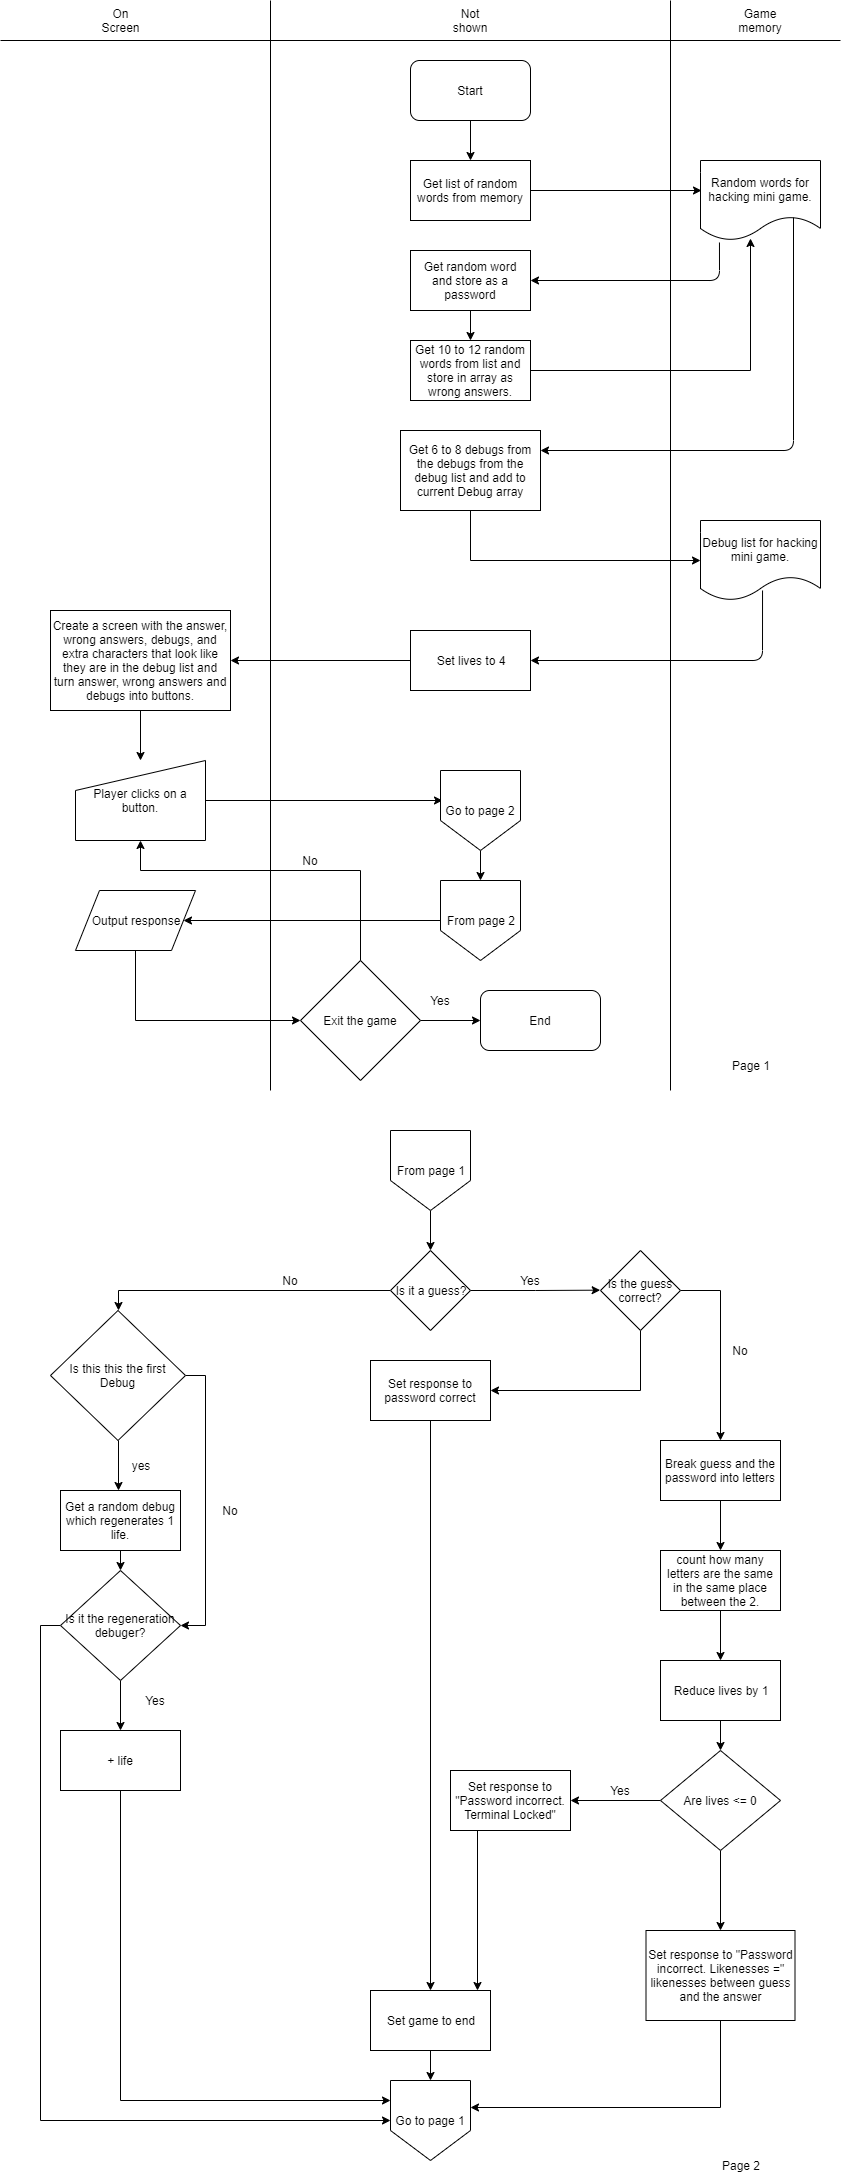 On
Screen
Not
shown
Game
memory
Start
Get list of random
words from memory
Random words for
hacking mini game.
Get random word
and store as a
password
Get 10 to 12 random
words from list and
store in array as
wrong answers.
Get 6 to 8 debugs from
the debugs from the
debug list and add to
current Debug array
Debug list for hacking
mini game.
Create a screen with the answer,
wrong answers, debugs, and
extra characters that look like
they are in the debug list and
turn answer, wrong answers and
debugs into buttons.
Set lives to 4
Player clicks on a
button.
Go to page 2
No
Output response
From page 2
Exit the game
Yes
End
Page 1
From page 1
No
Is it a guess?
Yes
Is the guess
correct?
Is this this the first
Debug
Set response to
password correct
No
yes
Break guess and the
password into letters
Get a random debug
which regenerates 1
life.
No
count how many
letters are the same
in the same place
between the 2.
Is it the regeneration
debuger?
Yes
Reduce lives by 1
+ life
Set response to
"Password incorrect.
Terminal Locked"
Yes
Are lives <= 0
Set response to "Password
incorrect. Likenesses ="
likenesses between guess
and the answer
Set game to end
Go to page 1
Page 2